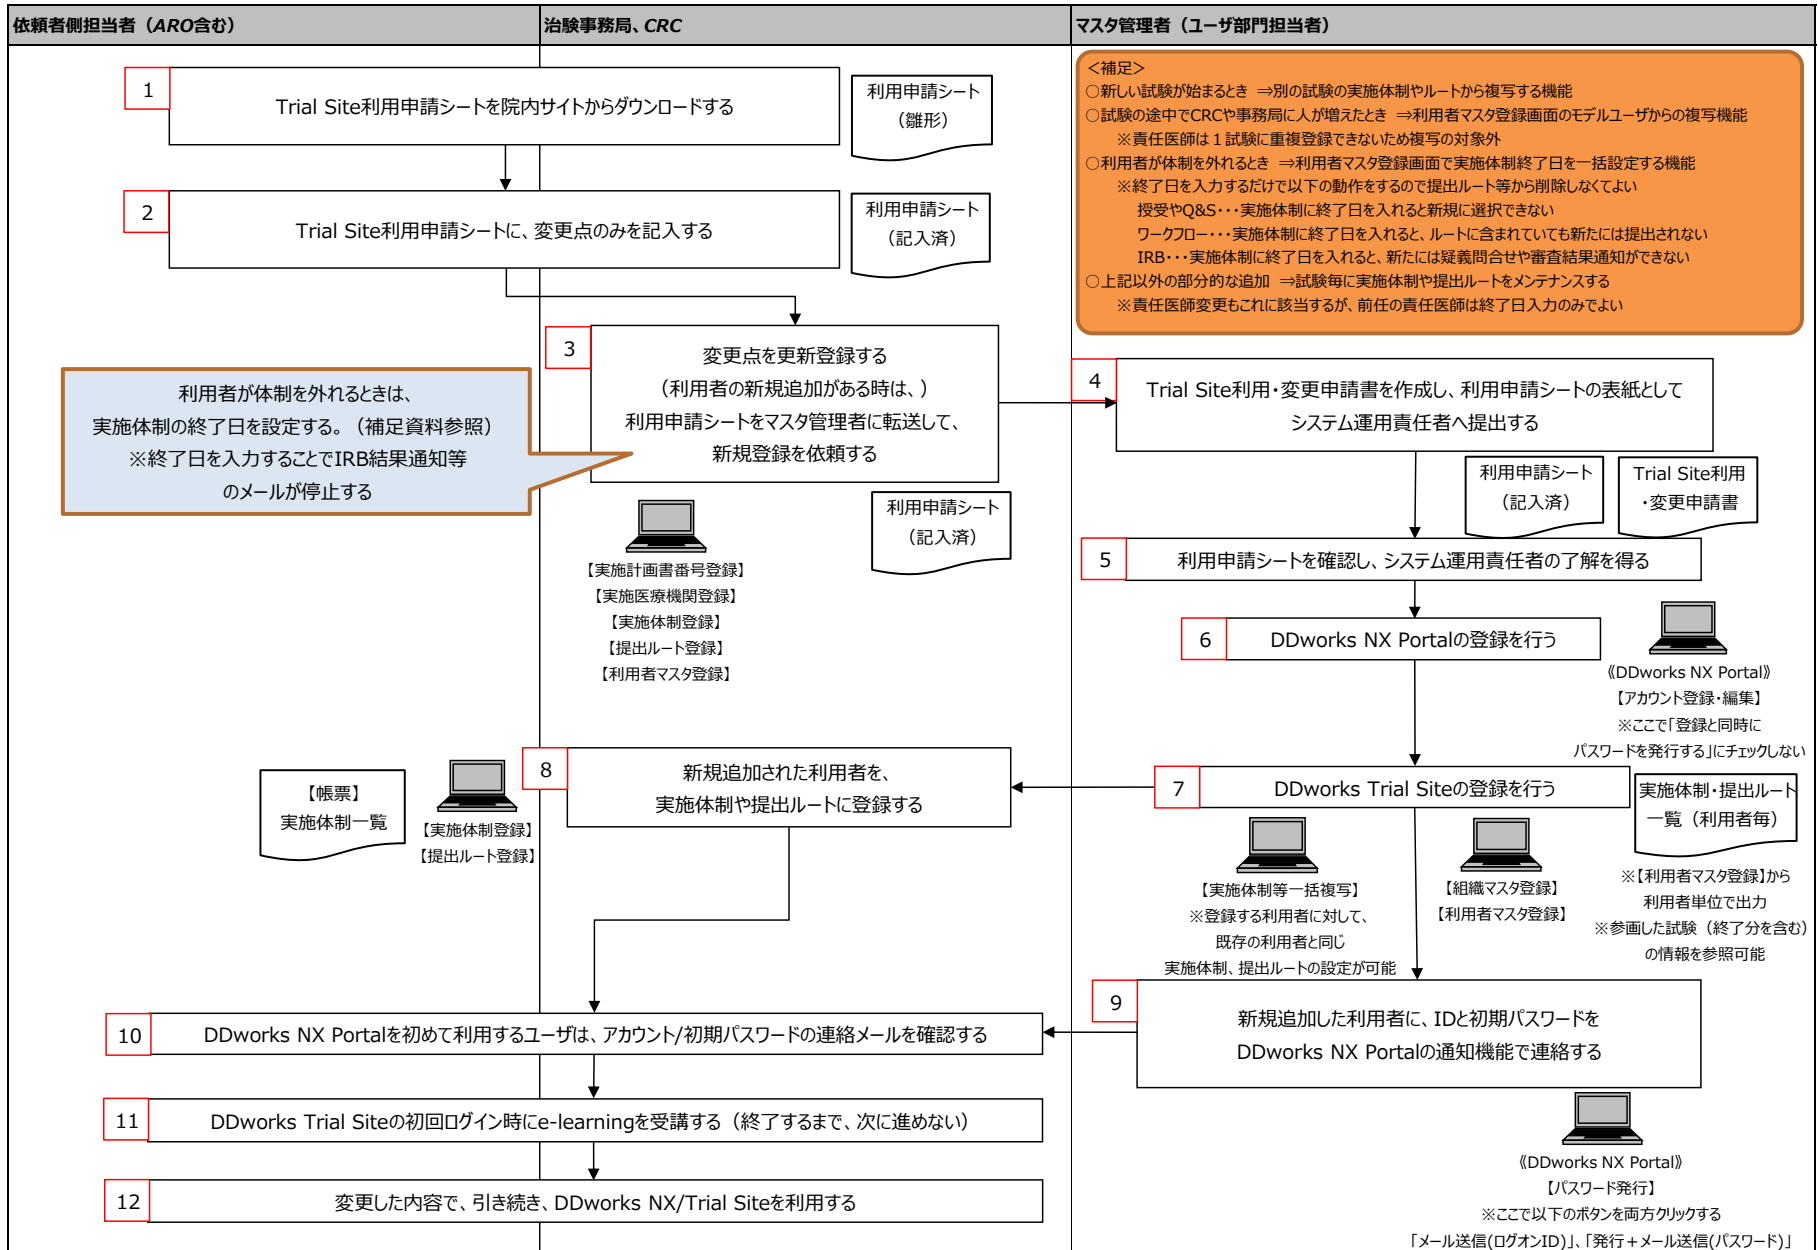 依頼者側担当者（ARO含む）
治験事務局、CRC
マスタ管理者（ユーザ部門担当者）
1
Trial Site利用申請シートを院内サイトからダウンロードする
利用申請シート
（雛形）
＜補足＞
○新しい試験が始まるとき ⇒別の試験の実施体制やルートから複写する機能
○試験の途中でCRCや事務局に人が増えたとき ⇒利用者マスタ登録画面のモデルユーザからの複写機能
※責任医師は１試験に重複登録できないため複写の対象外
○利用者が体制を外れるとき ⇒利用者マスタ登録画面で実施体制終了日を一括設定する機能
※終了日を入力するだけで以下の動作をするので提出ルート等から削除しなくてよい
授受やQ&S・・・実施体制に終了日を入れると新規に選択できない
ワークフロー・・・実施体制に終了日を入れると、ルートに含まれていても新たには提出されない
IRB・・・実施体制に終了日を入れると、新たには疑義問合せや審査結果通知ができない
○上記以外の部分的な追加 ⇒試験毎に実施体制や提出ルートをメンテナンスする
※責任医師変更もこれに該当するが、前任の責任医師は終了日入力のみでよい
2
Trial Site利用申請シートに、変更点のみを記入する
利用申請シート
（記入済）
3
変更点を更新登録する
（利用者の新規追加がある時は、）
利用申請シートをマスタ管理者に転送して、
新規登録を依頼する
利用者が体制を外れるときは、
実施体制の終了日を設定する。（補足資料参照）
※終了日を入力することでIRB結果通知等
のメールが停止する
【実施計画書番号登録】
【実施医療機関登録】
【実施体制登録】
【提出ルート登録】
【利用者マスタ登録】
利用申請シート
（記入済）
4
Trial Site利用・変更申請書を作成し、利用申請シートの表紙として
システム運用責任者へ提出する
利用申請シート
（記入済）
Trial Site利用
・変更申請書
5
利用申請シートを確認し、システム運用責任者の了解を得る
6
DDworks NX Portalの登録を行う
《DDworks NX Portal》
【アカウント登録・編集】
※ここで「登録と同時に
パスワードを発行する」にチェックしない
7
DDworks Trial Siteの登録を行う
実施体制・提出ルート
一覧（利用者毎）
※【利用者マスタ登録】から
利用者単位で出力
※参画した試験（終了分を含む）
の情報を参照可能
【実施体制等一括複写】
※登録する利用者に対して、
既存の利用者と同じ
実施体制、提出ルートの設定が可能
【組織マスタ登録】
【利用者マスタ登録】
8
新規追加された利用者を、
実施体制や提出ルートに登録する
【帳票】
実施体制一覧
【実施体制登録】
【提出ルート登録】
9
新規追加した利用者に、IDと初期パスワードを
DDworks NX Portalの通知機能で連絡する
10
DDworks NX Portalを初めて利用するユーザは、アカウント/初期パスワードの連絡メールを確認する
11
DDworks Trial Siteの初回ログイン時にe-learningを受講する（終了するまで、次に進めない）
12
変更した内容で、引き続き、DDworks NX/Trial Siteを利用する
《DDworks NX Portal》
【パスワード発行】
※ここで以下のボタンを両方クリックする
「メール送信(ログオンID)」、「発行＋メール送信(パスワード)」